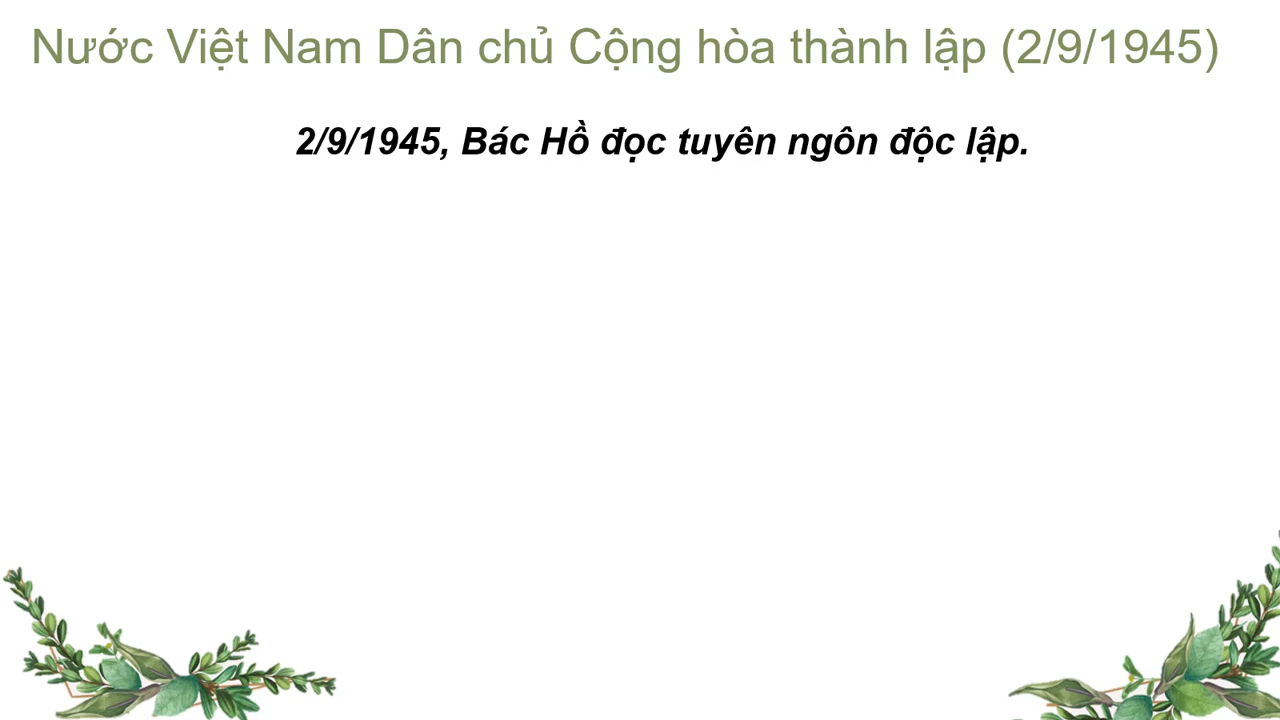 Nước Việt Nam Dân chủ Cộng hòa thành lập (2/9/1945)
2/9/1945, Bác Hồ đọc tuyên ngôn độc lập.